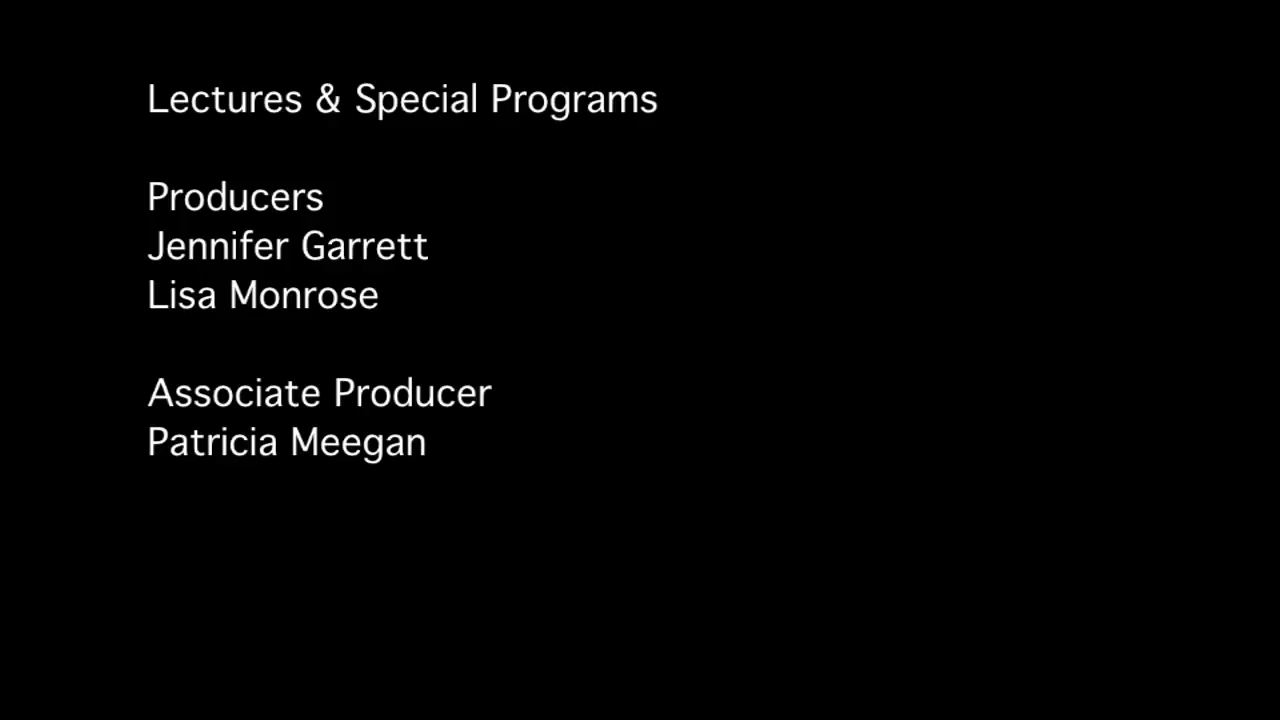 Lectures & Special Programs
Producers
Jennifer Garrett
Lisa Monrose
Associate Producer
Patricia Meegan